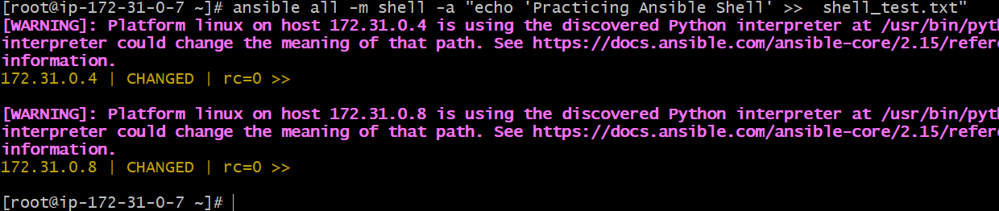 [root@ip-172-31-0-7 ~]# ansible all -m shell -a "echo 'Practicing Ansible Shell' >>  shell_test.txt"
[WARNING]: Platform linux on host 172.31.0.4 is using the discovered Python interpreter at /usr/bin/pyth
interpreter could change the meaning of that path. See https://docs.ansible.com/ansible-core/2.15/refere
information.
172.31.0.4 | CHANGED | rc=0 >>
[WARNING]: Platform linux on host 172.31.0.8 is using the discovered Python interpreter at /usr/bin/pyth
interpreter could change the meaning of that path. See https://docs.ansible.com/ansible-core/2.15/refere
information.
172.31.0.8 | CHANGED | rc=0 >>
[root@ip-172-31-0-7 ~]#